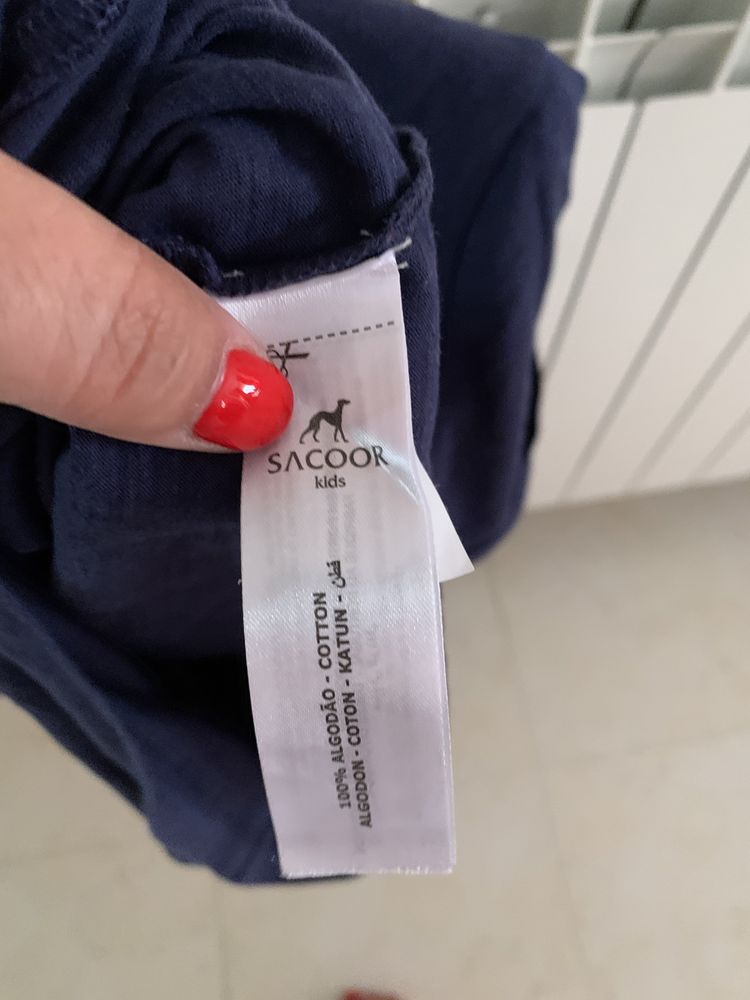 SACOOR
kids
100% ALGODÃO - COTTON
ALGODON - COTON - KATUN - قطن